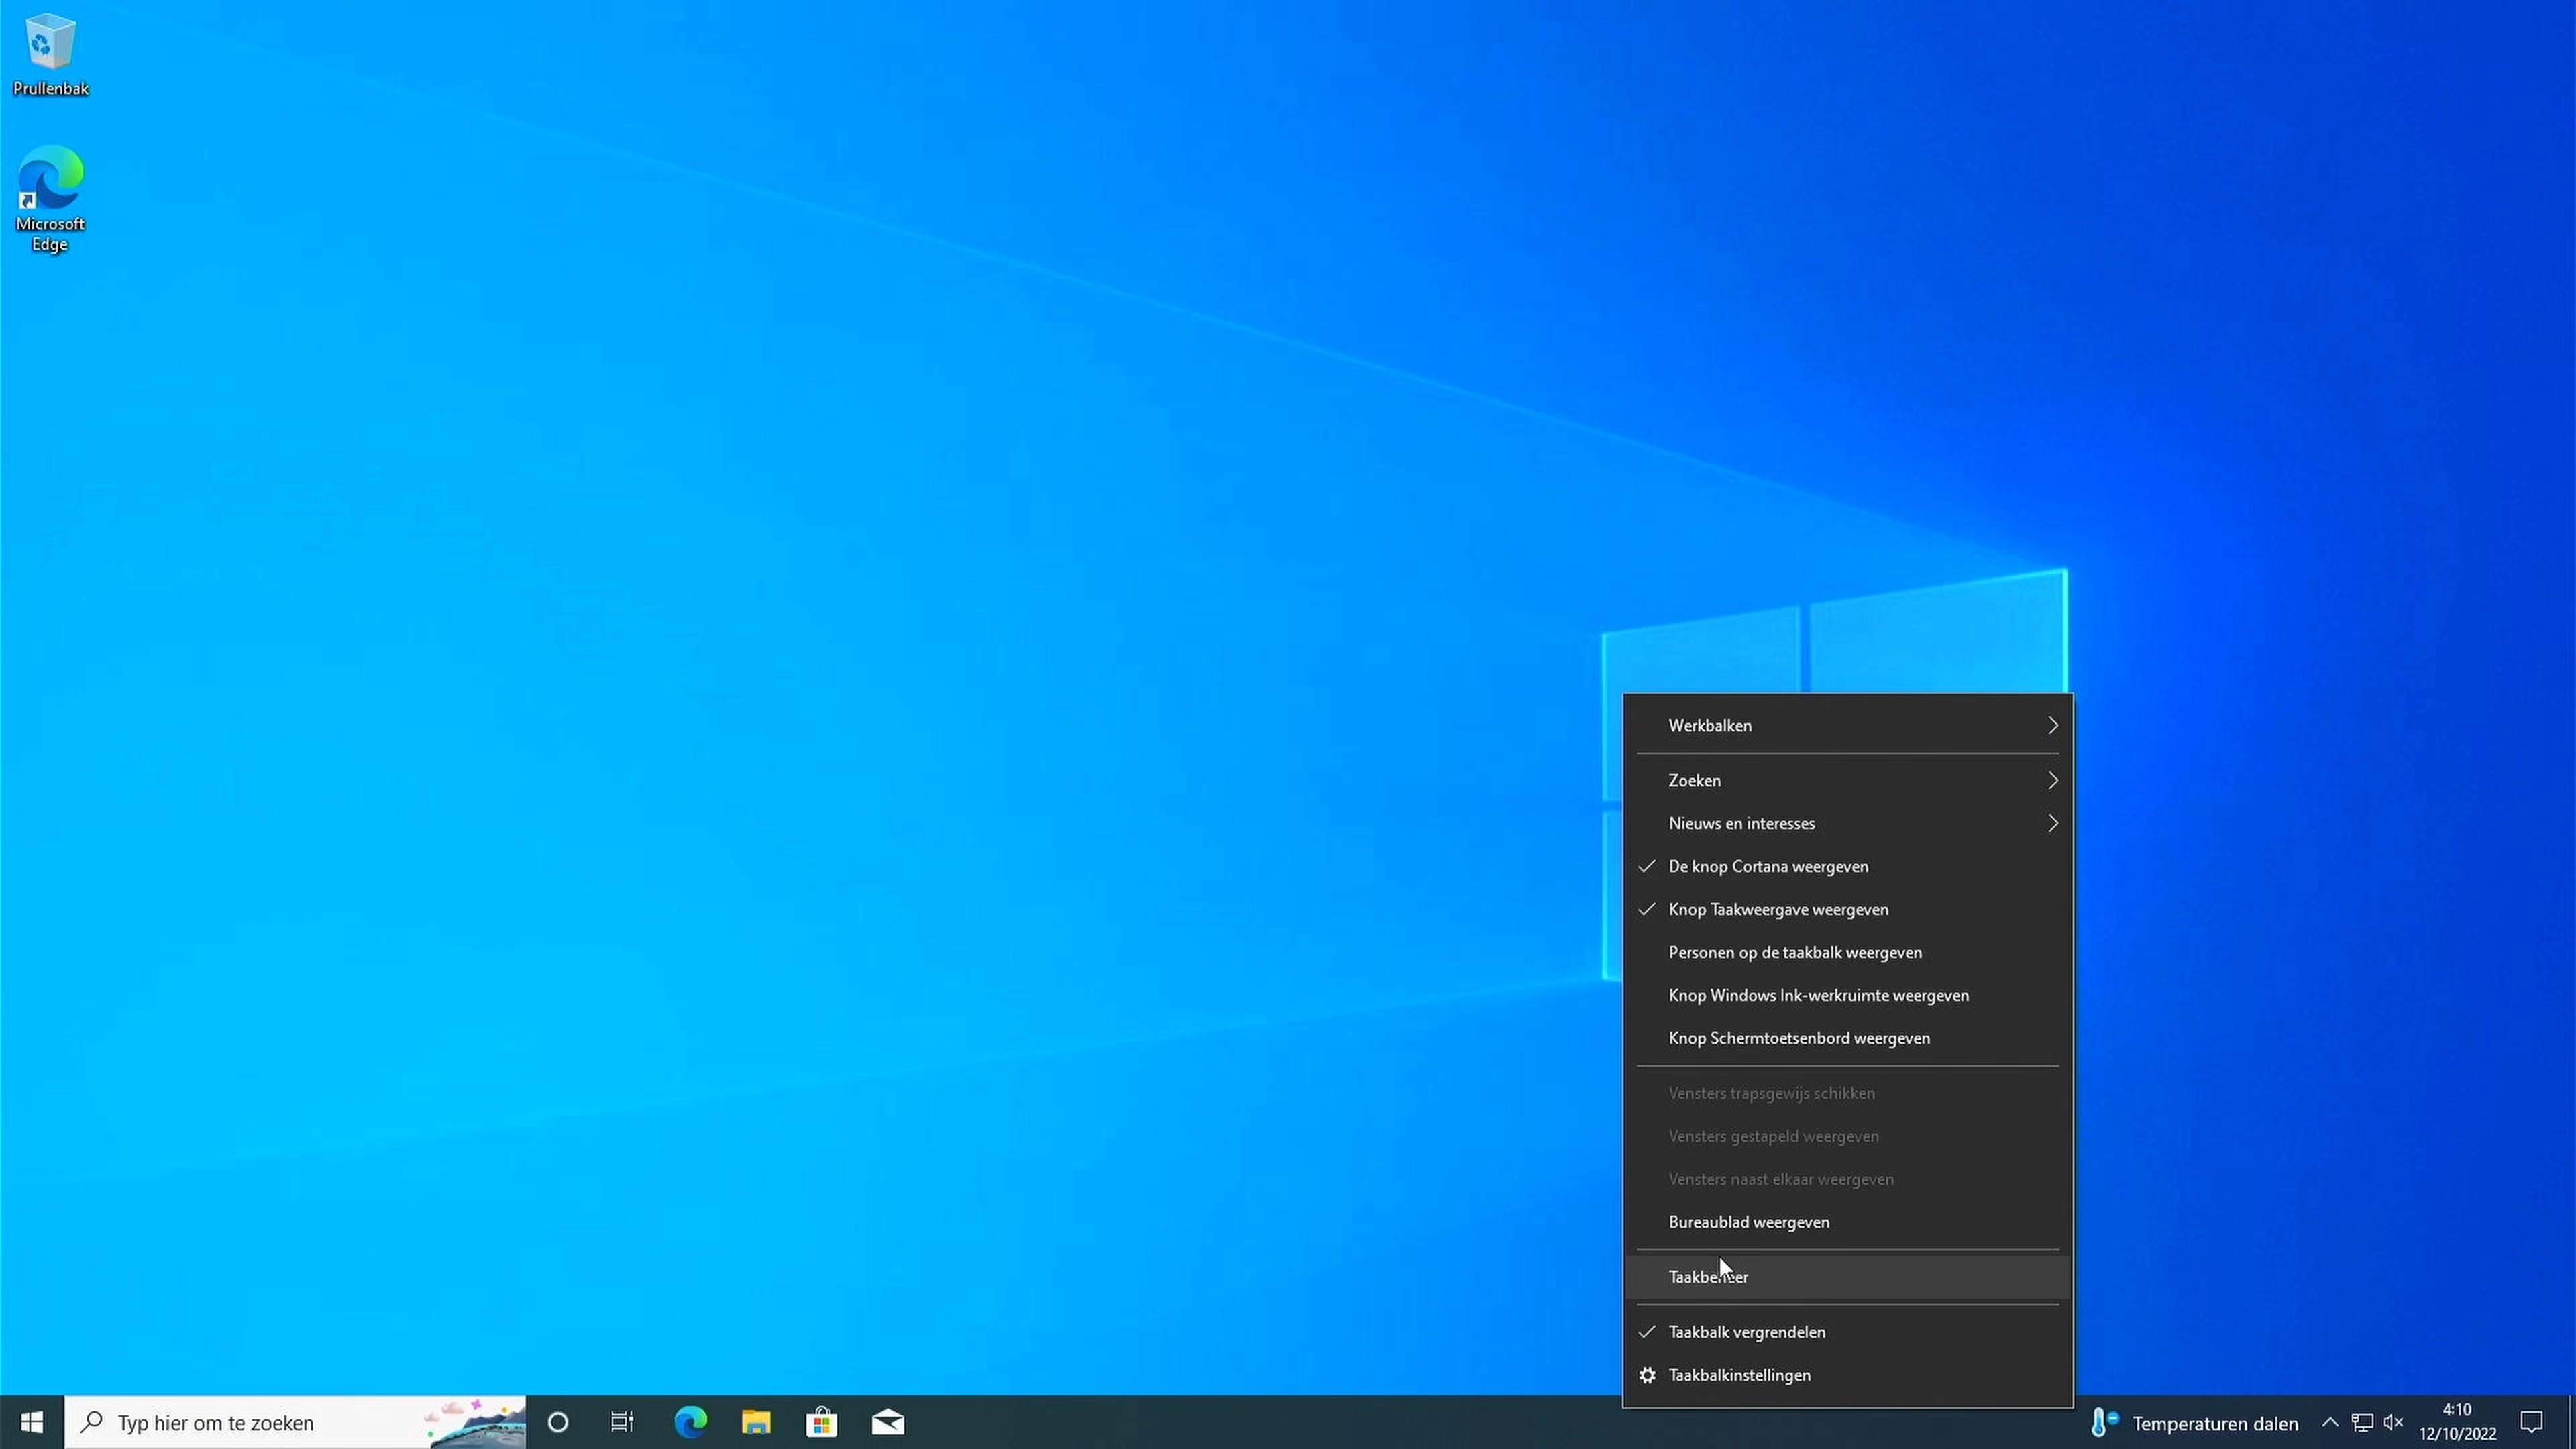 Prullenbak
Microsoft
Edge
Werkbalken
Zoeken
Nieuws en interesses
De knop Cortana weergeven
Knop Taakweergave weergeven
Personen op de taakbalk weergeven
Knop Windows Ink-werkruimte weergeven
Knop Schermtoetsenbord weergeven
Vensters trapsgewijs schikken
Vensters gestapeld weergeven
Vensters naast elkaar weergeven
Bureaublad weergeven
Taakbeheer
Taakbalk vergrendelen
Taakbalkinstellingen
Typ hier om te zoeken
Temperaturen dalen
4:10
12/10/2022